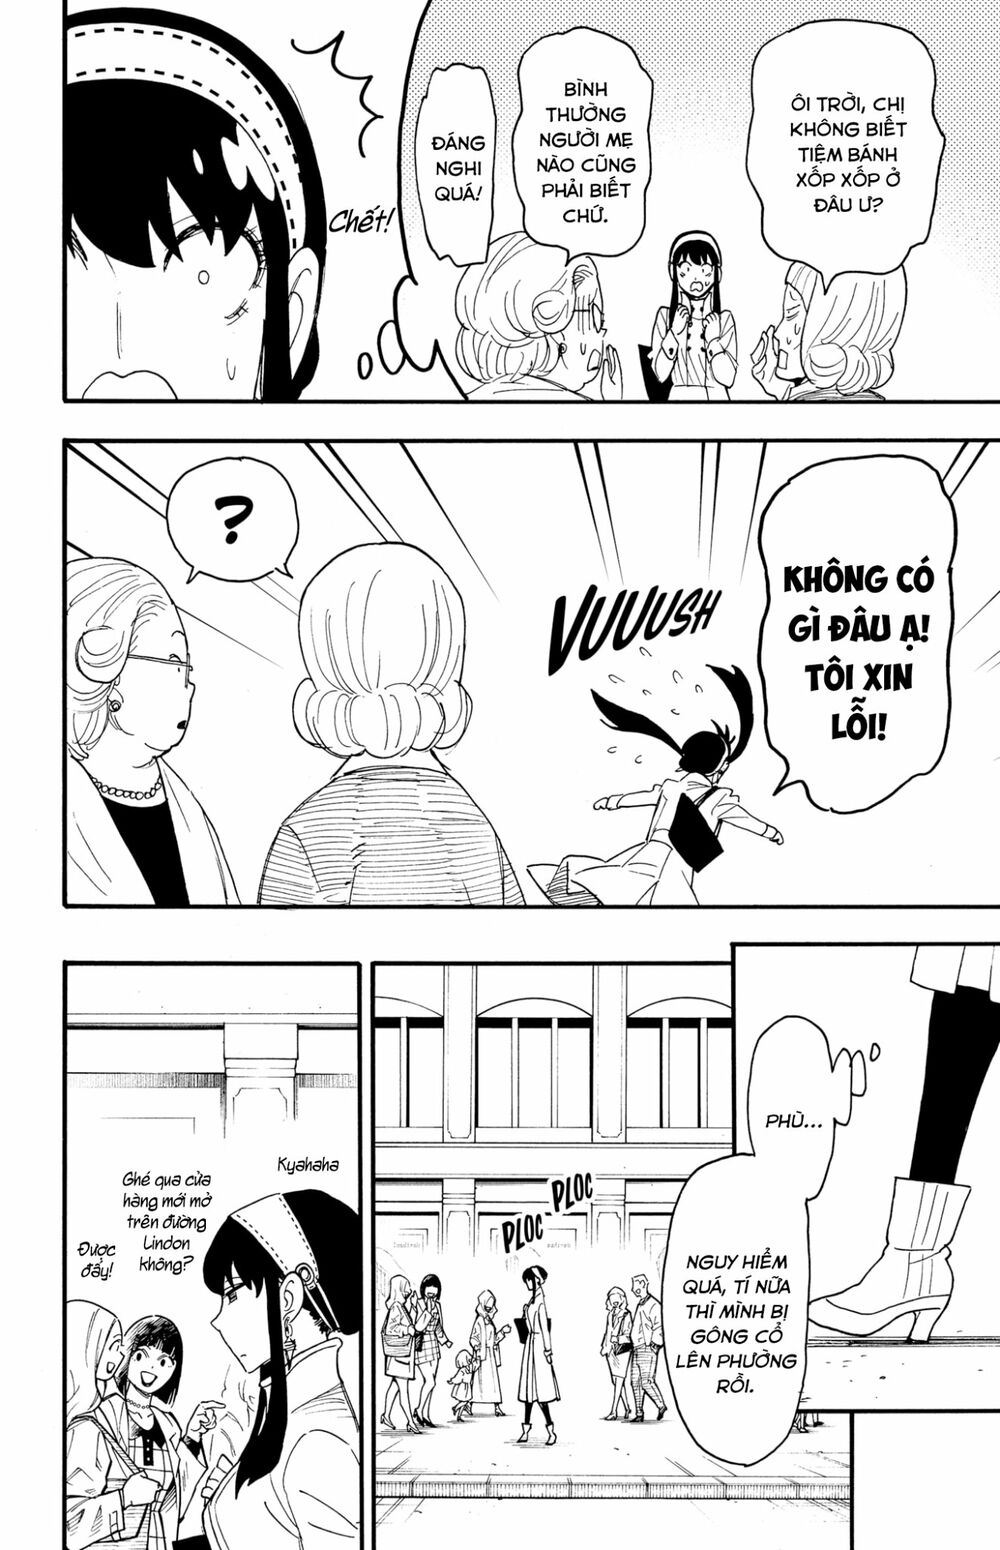 ÔI TRỜI, CHỊ
KHÔNG BIẾT
TIỆM BÁNH
XỐP XỐP Ở
ĐÂU Ư?
BÌNH
THƯỜNG
NGƯỜI MẸ
NÀO CŨNG
PHẢI BIẾT
CHỨ.
ĐÁNG
NGHI
QUÁ!
Chết!
KHÔNG CÓ
GÌ ĐÂU Ạ!
TÔI XIN
LỖI!
VUUUSH
?
PHÙ...
NGUY HIỂM
QUÁ, TÍ NỮA
THÌ MÌNH BỊ
GÔNG CỔ
LÊN PHƯỜNG
RỒI.
PLOC
PLOC
Kyahaha
Ghé qua cửa
hàng mới mở
trên đường
Lindon
không?
Được
đấy!